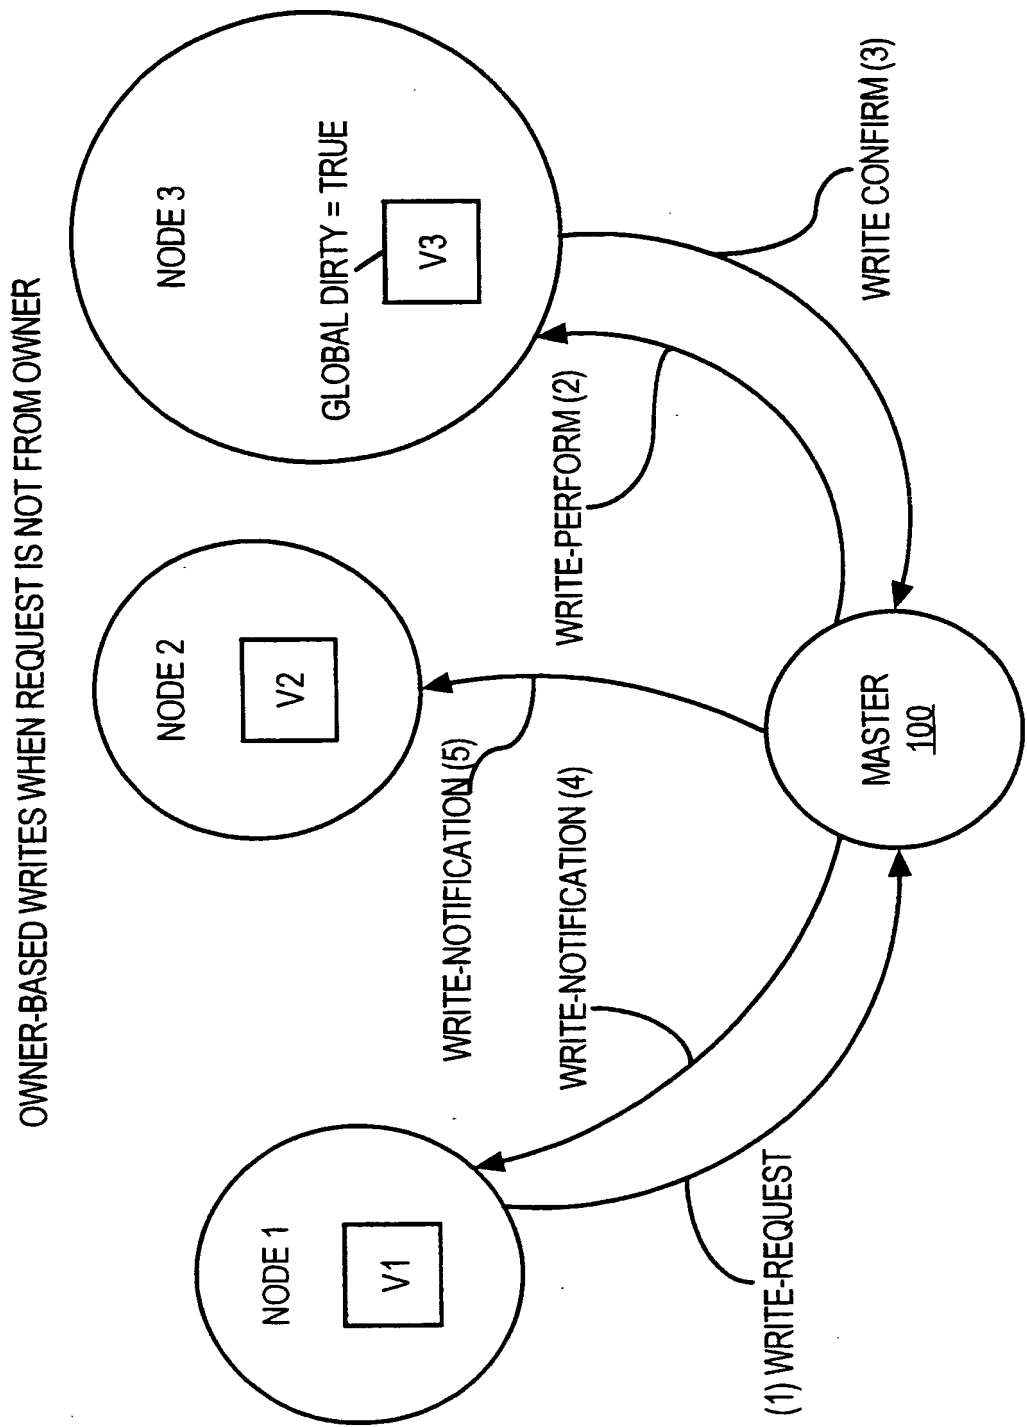 OWNER-BASED WRITES WHEN REQUEST IS NOT FROM OWNER
NODE 1
V1
NODE 2
V2
NODE 3
GLOBAL DIRTY = TRUE
V3
WRITE-NOTIFICATION (5)
WRITE-NOTIFICATION (4)
WRITE-PERFORM (2)
(1) WRITE-REQUEST
MASTER
100
WRITE CONFIRM (3)